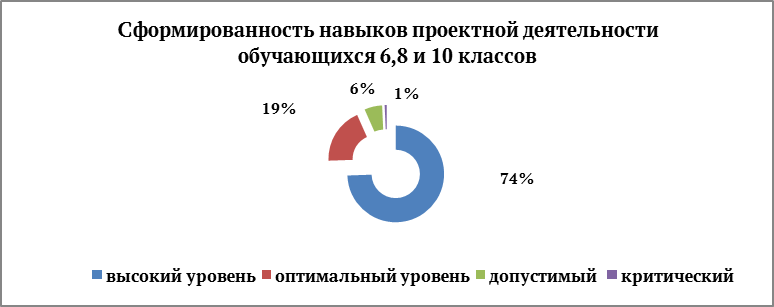 Сформированность навыков проектной деятельности
обучающихся 6,8 и 10 классов
6%
1%
19%
74%
высокий уровень оптимальный уровень допустимый критический